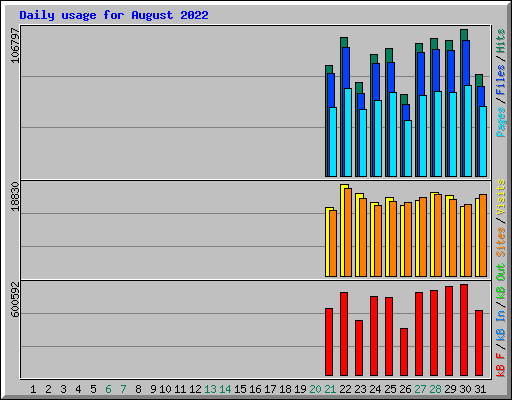 Daily usage for August 2022
106797
Pages / Files / Hits
18830
Sites / Visits
600592
kB F / kB In / kB Out
1 2 3 4 5 6 7 8 9 10 11 12 13 14 15 16 17 18 19 20 21 22 23 24 25 26 27 28 29 30 31